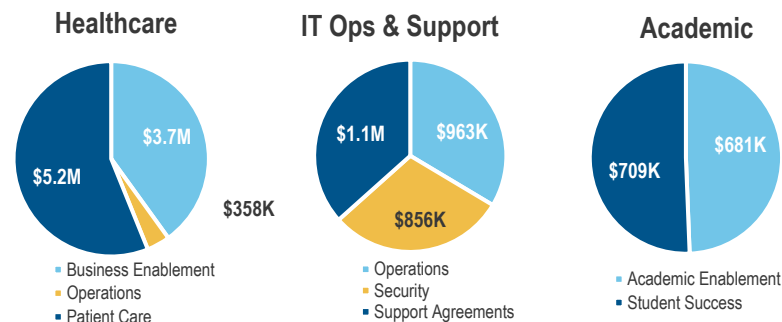 Healthcare
$3.7M
$5.2M
$358K
Business Enablement
Operations
Patient Care
IT Ops & Support
$1.1M
$963K
$856K
Operations
Security
Support Agreements
Academic
$709K
$681K
Academic Enablement
Student Success